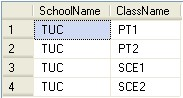 SchoolName ClassName
1 TUC PT1
2 TUC PT2
3 TUC SCE1
4 TUC SCE2